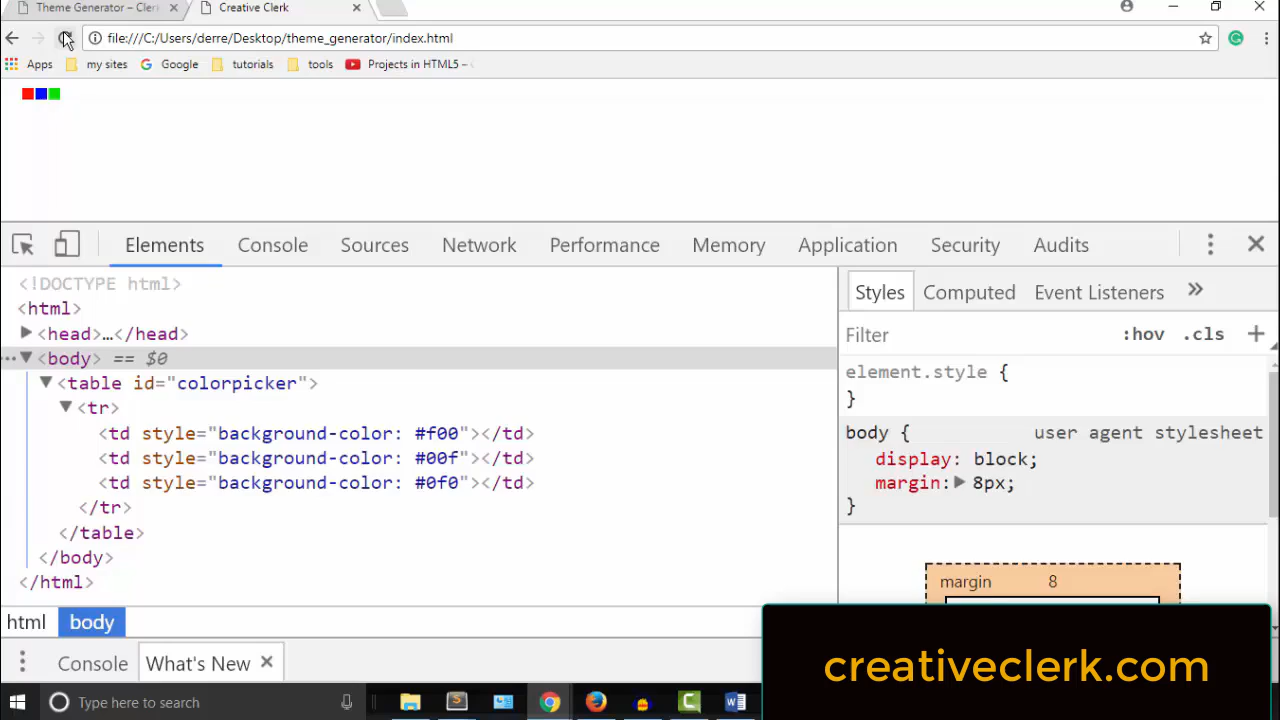 Theme Generator – Cler
Creative Clerk
file:///C:/Users/derre/Desktop/theme_generator/index.html
Apps my sites Google tutorials tools Projects in HTML5 –
Elements Console Sources Network Performance Memory Application Security Audits
<!DOCTYPE html>
<html>
<head>…</head>
<body> == $0
<table id="colorpicker">
<tr>
<td style="background-color: #f00"></td>
<td style="background-color: #00f"></td>
<td style="background-color: #0f0"></td>
</tr>
</table>
</body>
</html>
html body
Console What's New
Styles Computed Event Listeners »
Filter :hov .cls +
element.style {
}
body { user agent stylesheet
display: block;
margin: 8px;
}
margin 8
creativeclerk.com
Type here to search